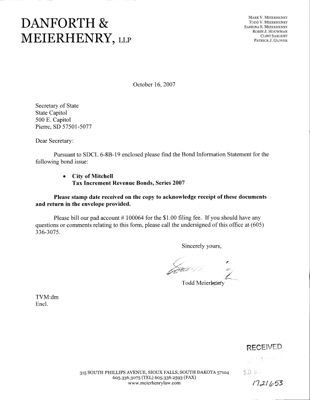 DANFORTH &
MEIERHENRY, LLP
MARK V. MEIERHENRY
TODD V. MEIERHENRY
SABRINA S. MEIERHENRY
ROBIN J. HOUWMAN
CLINT SARGENT
PATRICK J. GLOVER
October 16, 2007
Secretary of State
State Capitol
500 E. Capitol
Pierre, SD 57501-5077
Dear Secretary:
Pursuant to SDCL 6-8B-19 enclosed please find the Bond Information Statement for the
following bond issue:
• City of Mitchell
Tax Increment Revenue Bonds, Series 2007
Please stamp date received on the copy to acknowledge receipt of these documents
and return in the envelope provided.
Please bill our pad account # 100064 for the $1.00 filing fee. If you should have any
questions or comments relating to this form, please call the undersigned of this office at (605)
336-3075.
Sincerely yours,
Todd Meierhenry
TVM:dm
Encl.
RECEIVED
S.D.
1721653
315 SOUTH PHILLIPS AVENUE, SIOUX FALLS, SOUTH DAKOTA 57104
605.336.3075 (TEL) 605.336.2593 (FAX)
www.meierhenrylaw.com